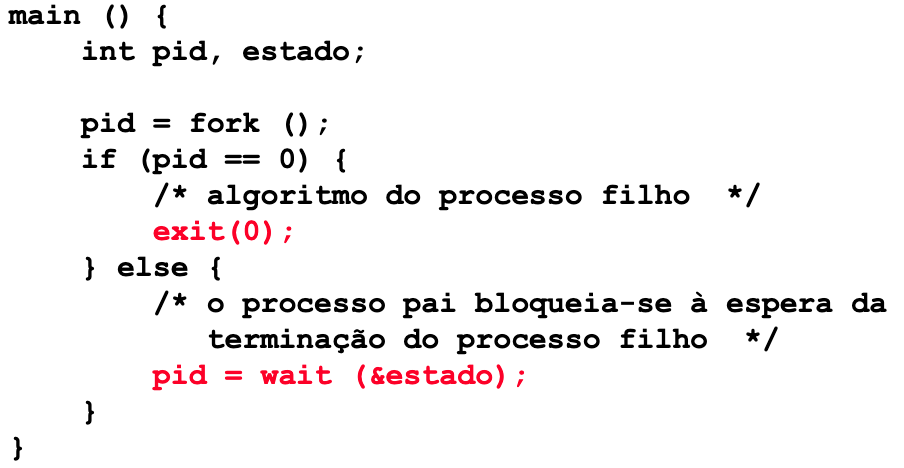 main () {
    int pid, estado;
    pid = fork ();
    if (pid == 0) {
        /* algoritmo do processo filho  */
        exit(0);
    } else {
        /* o processo pai bloqueia-se à espera da
           terminação do processo filho  */
        pid = wait (&estado);
    }
}